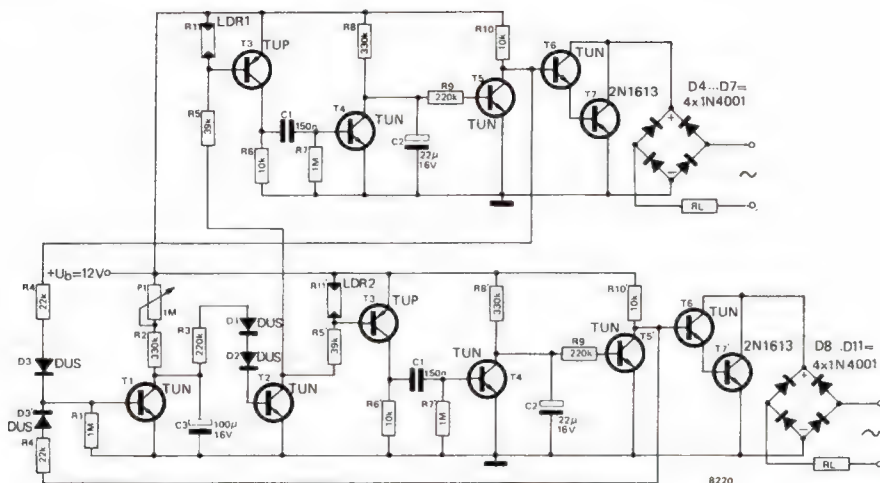 R11
LDR1
T3
TUP
R5
39k
R6
10k
C1
150n
R7
1M
R8
330k
T4
TUN
C2
22µ
16V
R9
220k
R10
10k
T5
TUN
T6
TUN
T7
2N1613
D4...D7=
4x1N4001
+
−
~
RL
+Ub=12V
R4
22k
D3
DUS
D3'
DUS
R4
22k
P1
1M
R2
330k
R3
220k
T1
TUN
R1
1M
C3
100µ
16V
D1
DUS
D2
DUS
T2
TUN
R11'
LDR2
R5
39k
T3
TUP
R6'
10k
C1
150n
R7'
1M
R8'
330k
TUN
T4
C2
22µ
16V
R9
220k
R10'
10k
TUN
T5'
T6
TUN
T7'
2N1613
D8 .D11=
4x1N4001
+
−
~
RL
8220